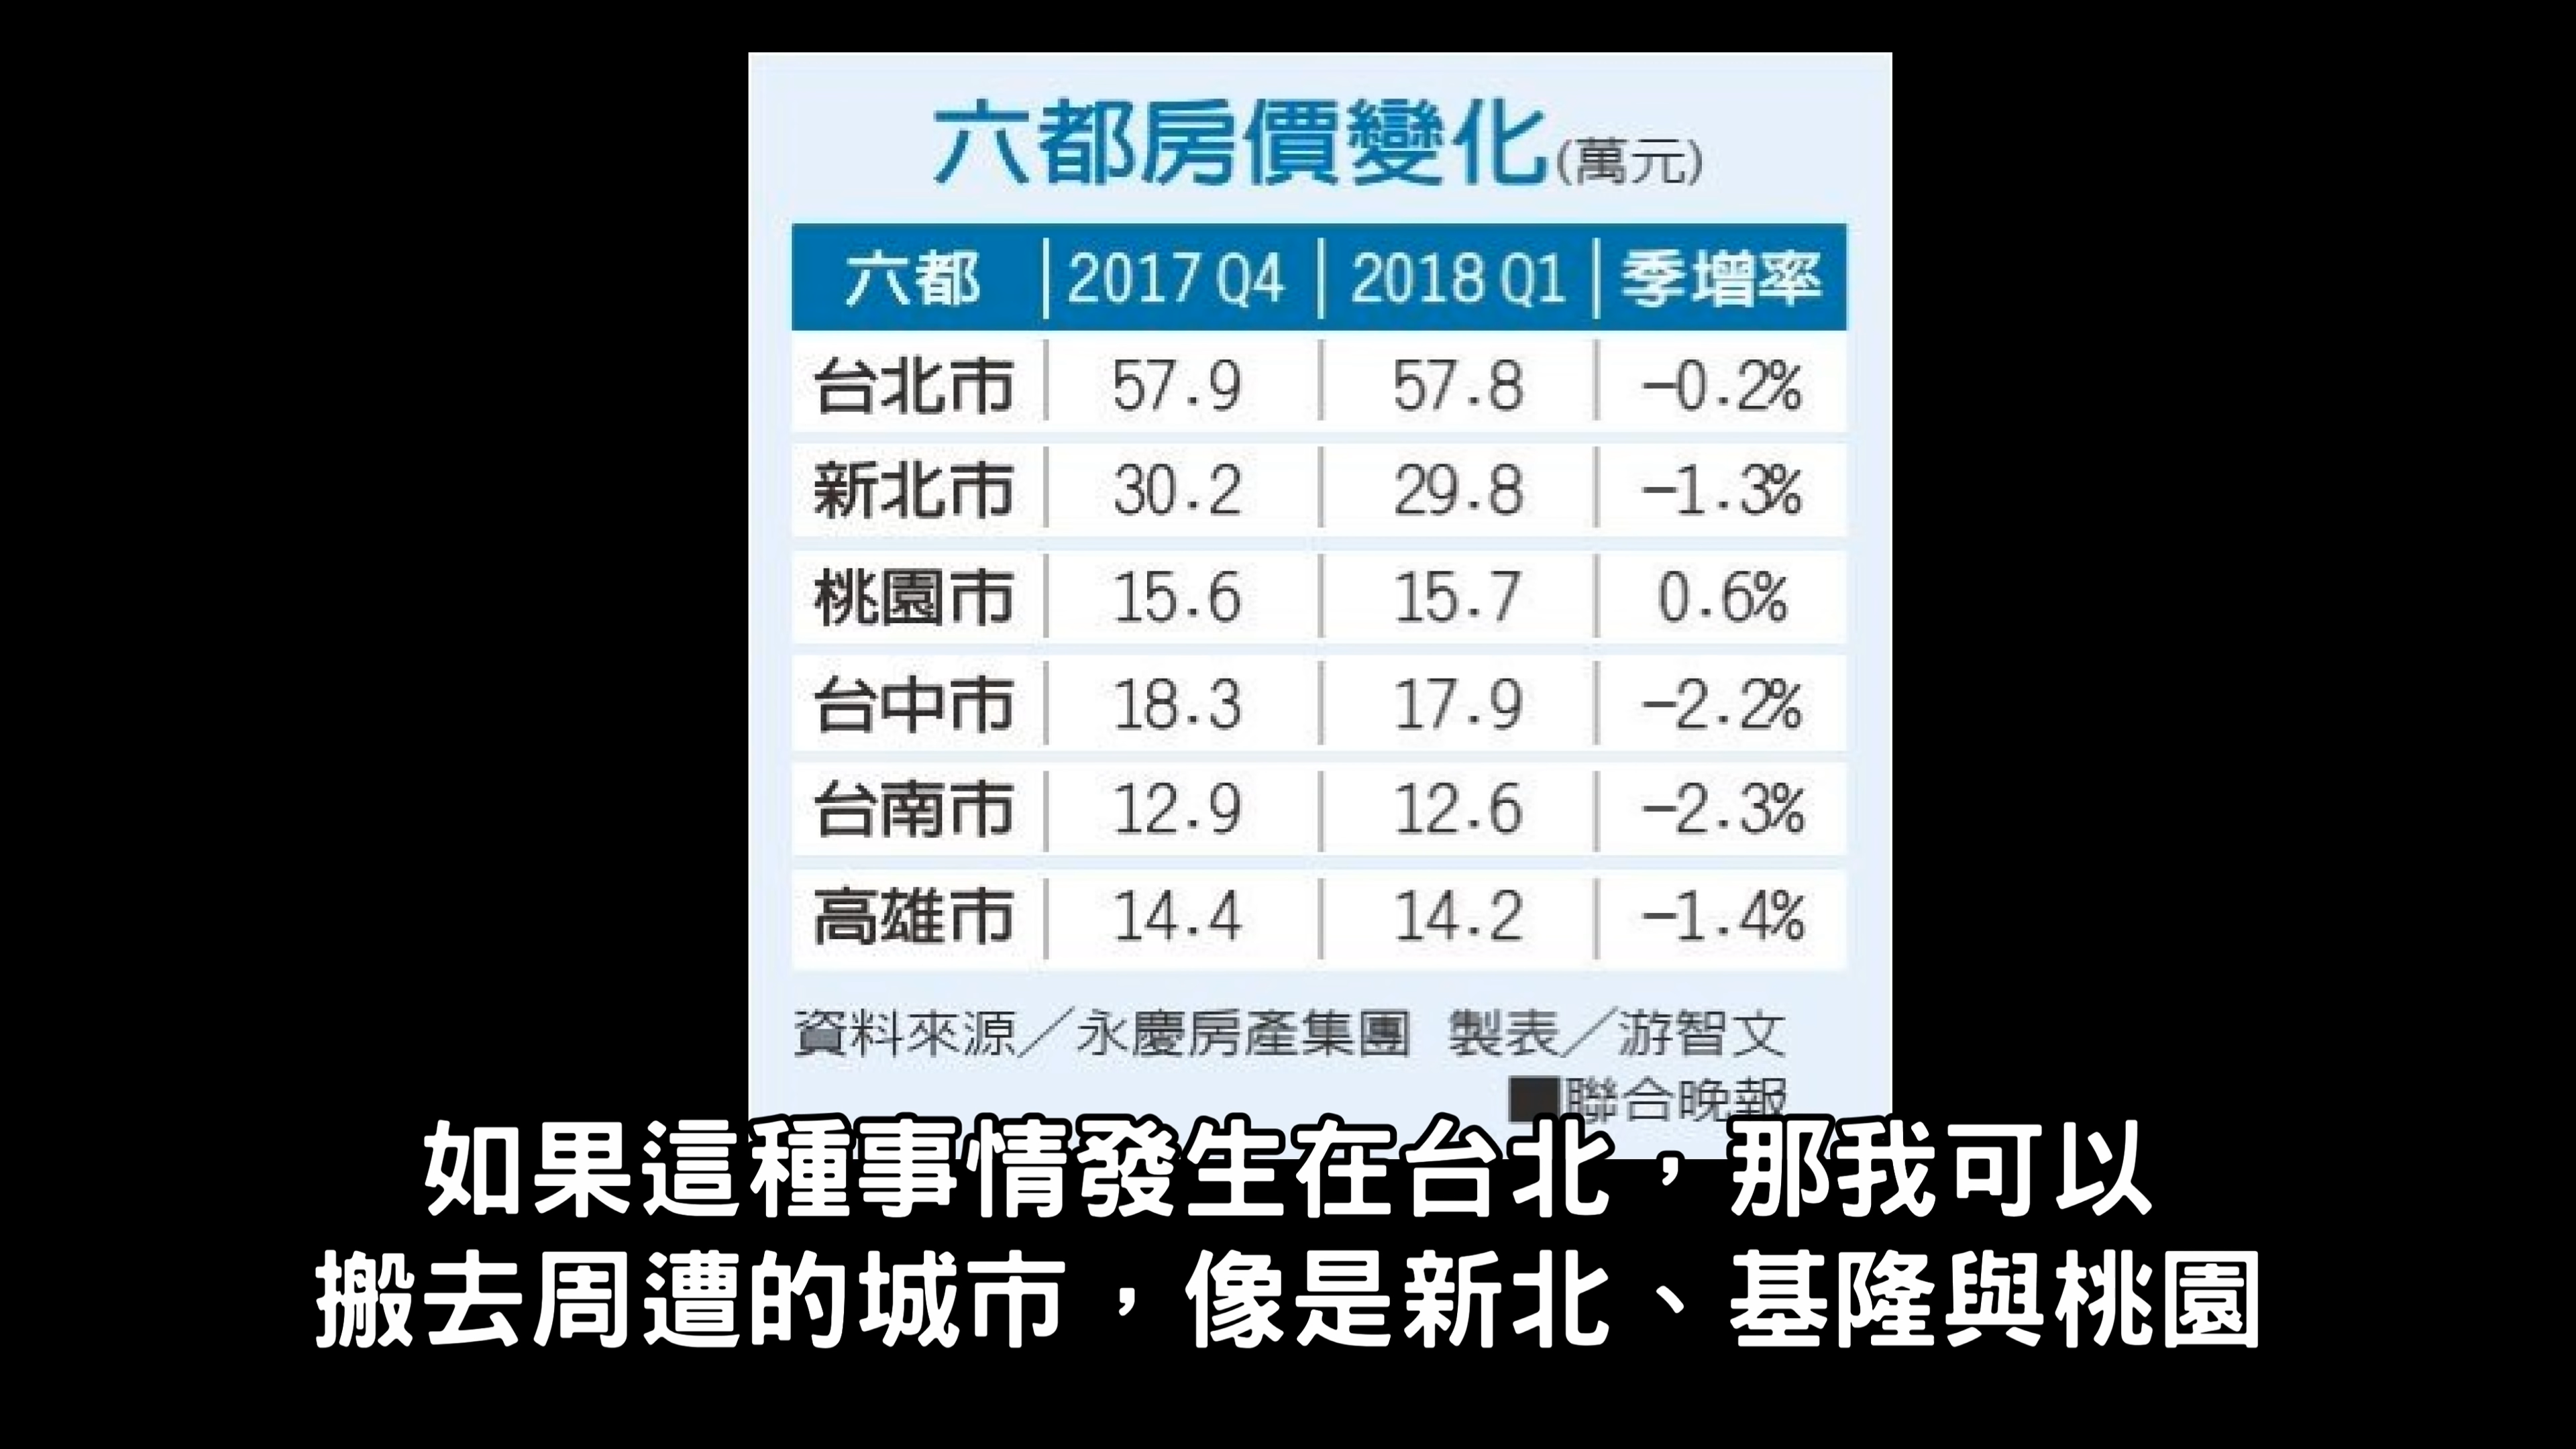 六都房價變化(萬元)
六都 2017 Q4 2018 Q1 季增率
台北市 57.9 57.8 -0.2%
新北市 30.2 29.8 -1.3%
桃園市 15.6 15.7 0.6%
台中市 18.3 17.9 -2.2%
台南市 12.9 12.6 -2.3%
高雄市 14.4 14.2 -1.4%
資料來源／永慶房產集團 製表／游智文
■聯合晚報
如果這種事情發生在台北，那我可以
搬去周遭的城市，像是新北、基隆與桃園